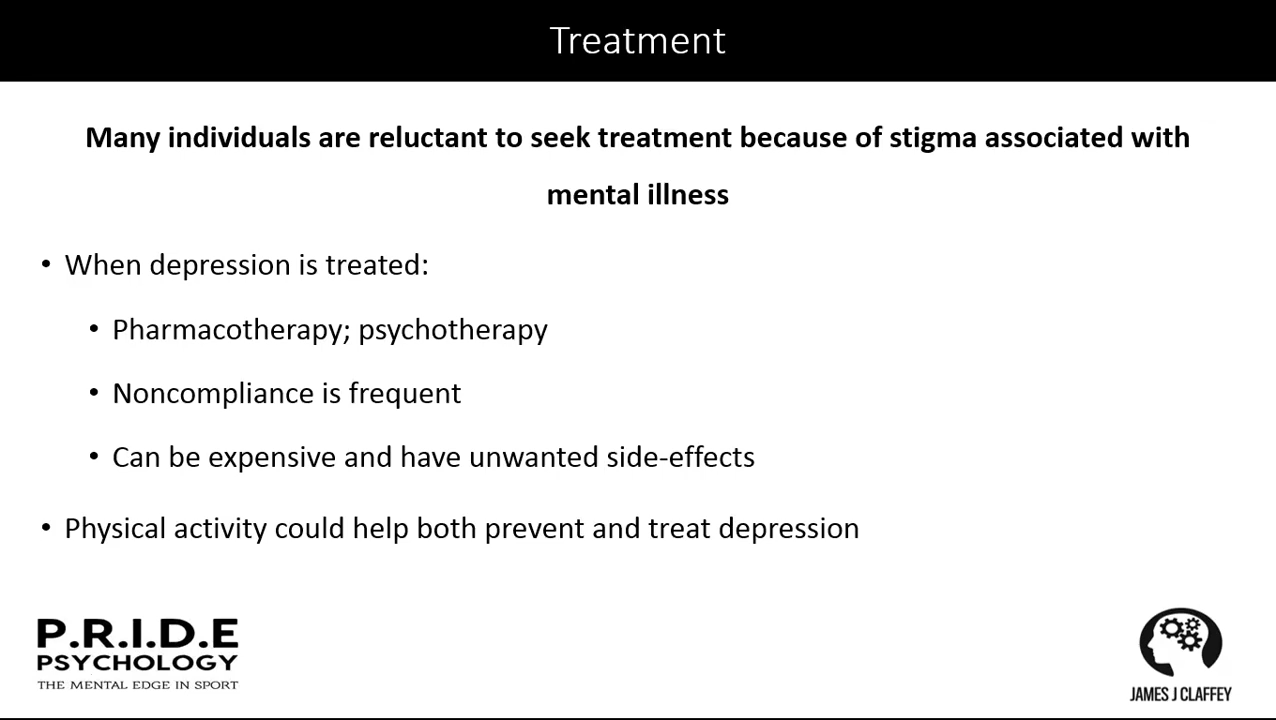 Treatment
Many individuals are reluctant to seek treatment because of stigma associated with
mental illness
• When depression is treated:
• Pharmacotherapy; psychotherapy
• Noncompliance is frequent
• Can be expensive and have unwanted side-effects
• Physical activity could help both prevent and treat depression
P.R.I.D.E
PSYCHOLOGY
THE MENTAL EDGE IN SPORT
JAMES J CLAFFEY